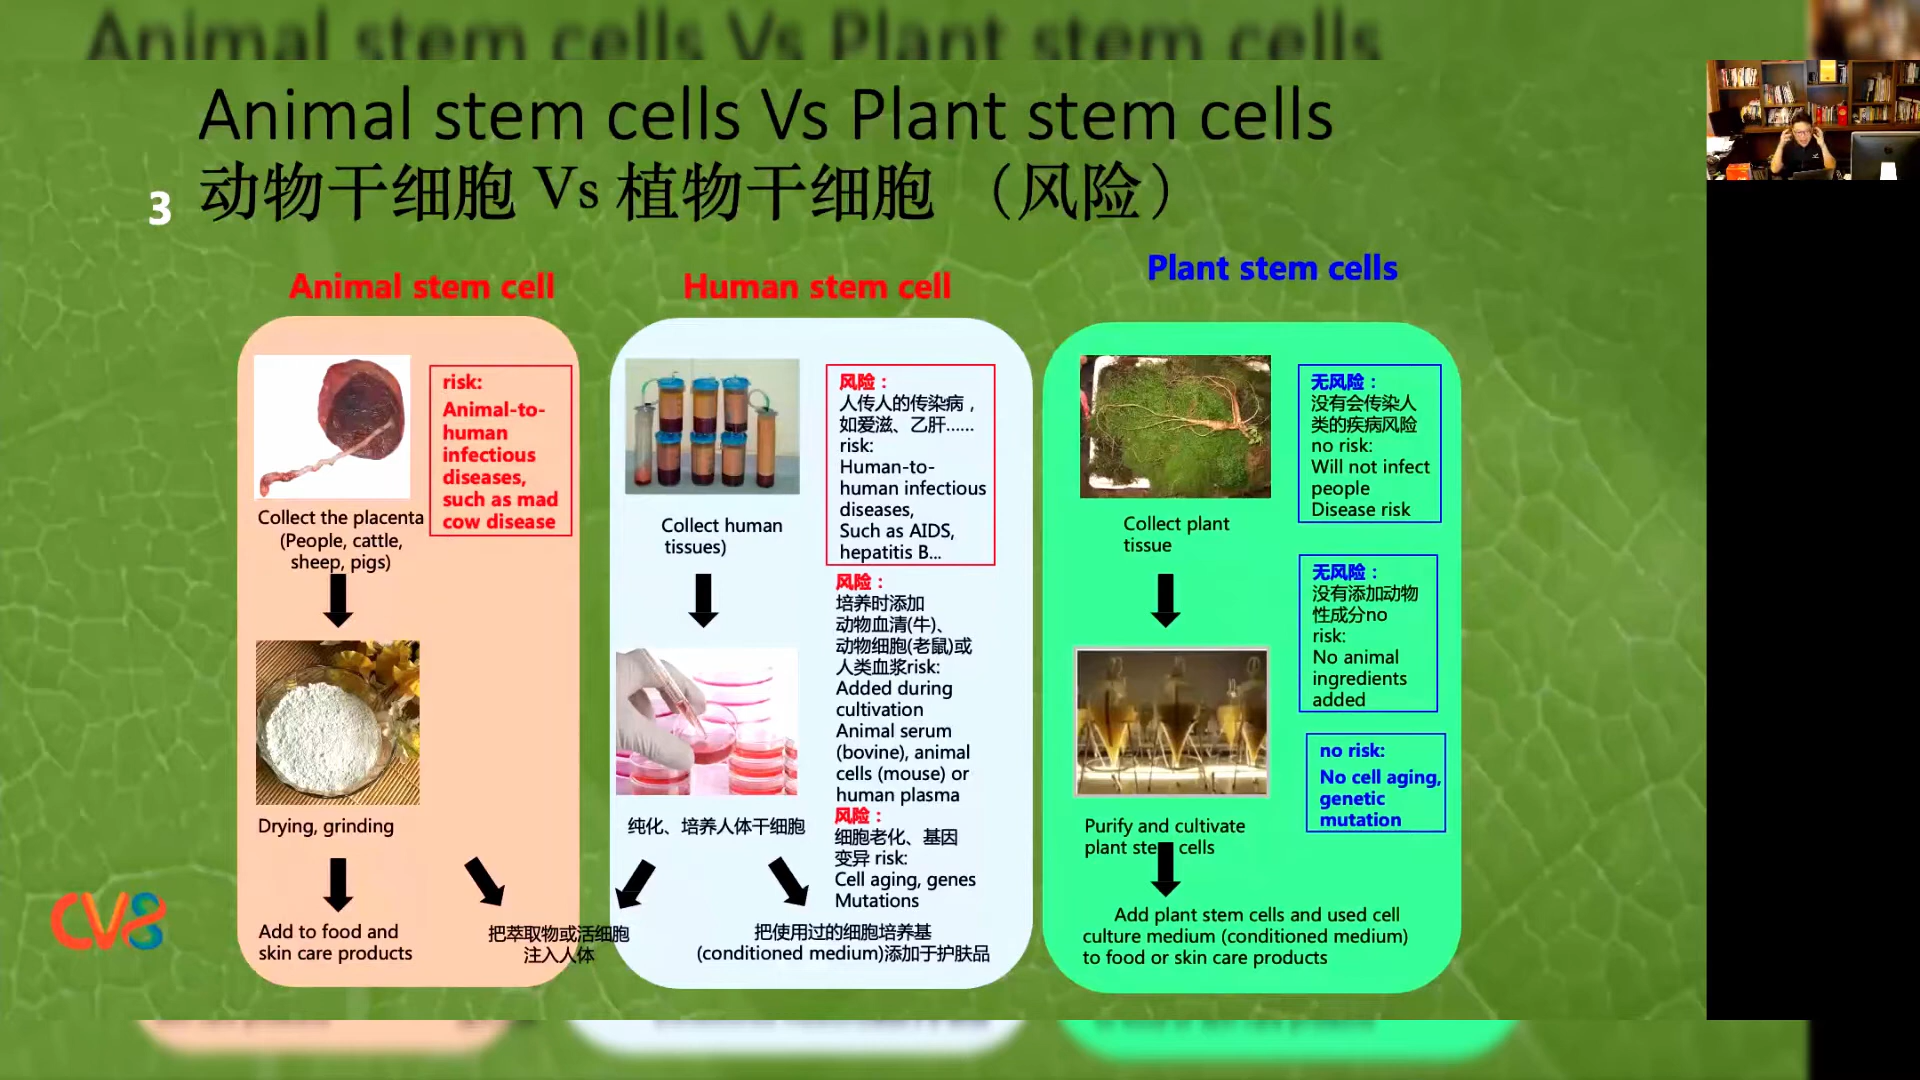 Animal stem cells Vs Plant stem cells
Animal stem cells Vs Plant stem cells
动物干细胞 Vs 植物干细胞 （风险）
3
Animal stem cell
Human stem cell
Plant stem cells
risk:
Animal-to-
human
infectious
diseases,
such as mad
cow disease
Collect the placenta
(People, cattle,
sheep, pigs)
Drying, grinding
Add to food and
skin care products
把萃取物或活细胞
注入人体
风险：
人传人的传染病，
如爱滋、乙肝......
risk:
Human-to-
human infectious
diseases,
Such as AIDS,
hepatitis B...
Collect human
tissues)
风险：
培养时添加
动物血清(牛)、
动物细胞(老鼠)或
人类血浆risk:
Added during
cultivation
Animal serum
(bovine), animal
cells (mouse) or
human plasma
风险：
细胞老化、基因
变异 risk:
Cell aging, genes
Mutations
纯化、培养人体干细胞
把使用过的细胞培养基
(conditioned medium)添加于护肤品
无风险：
没有会传染人
类的疾病风险
no risk:
Will not infect
people
Disease risk
Collect plant
tissue
无风险：
没有添加动物
性成分no
risk:
No animal
ingredients
added
no risk:
No cell aging,
genetic
mutation
Purify and cultivate
plant stem cells
Add plant stem cells and used cell
culture medium (conditioned medium)
to food or skin care products
CV8